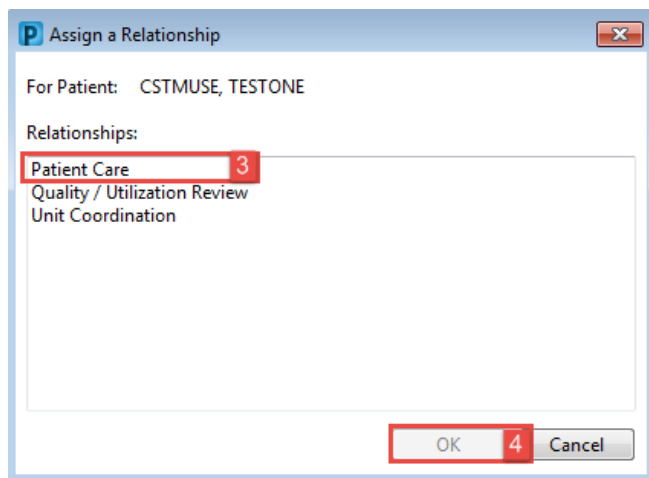 P Assign a Relationship
For Patient: CSTMUSE, TESTONE
Relationships:
Patient Care 3
Quality / Utilization Review
Unit Coordination
OK 4 Cancel